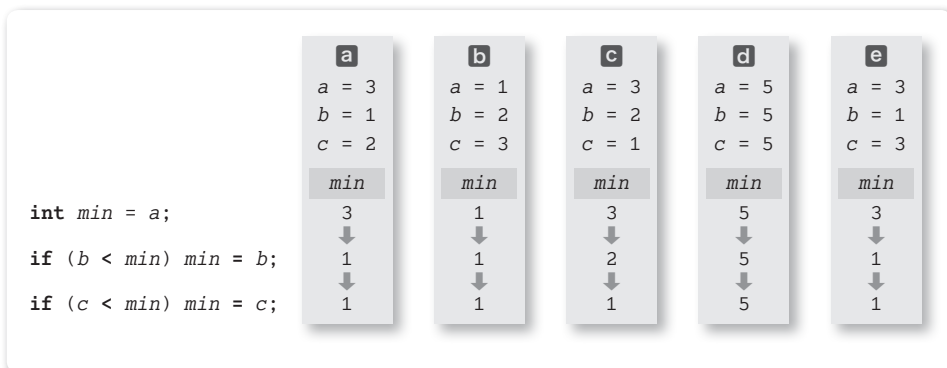 a b c d e
a = 3 a = 1 a = 3 a = 5 a = 3
b = 1 b = 2 b = 2 b = 5 b = 1
c = 2 c = 3 c = 1 c = 5 c = 3
min min min min min
int min = a; 3 1 3 5 3
if (b < min) min = b; 1 1 2 5 1
if (c < min) min = c; 1 1 1 5 1